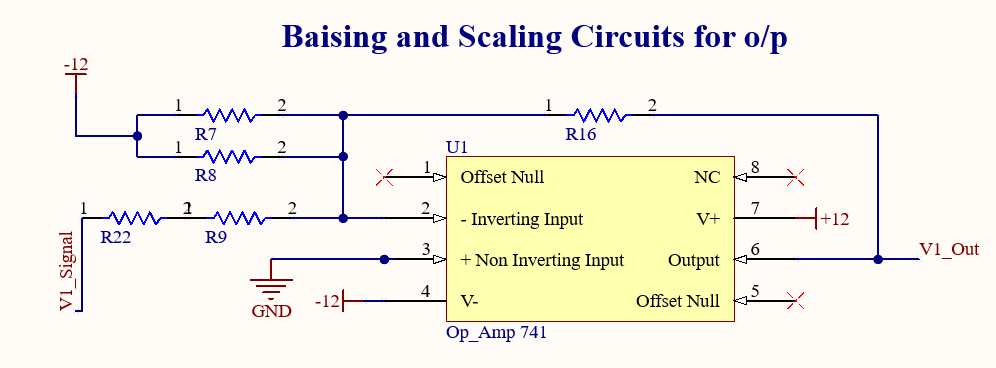 Baising and Scaling Circuits for o/p
-12
1 2
R7
1 2
R16
1 2
R8
U1
1 Offset Null
NC 8
1 2
R22
1 2
R9
2 - Inverting Input
V+ 7 +12
V1_Signal
3 + Non Inverting Input
Output 6
V1_Out
GND
-12 4 V-
Offset Null 5
Op_Amp 741